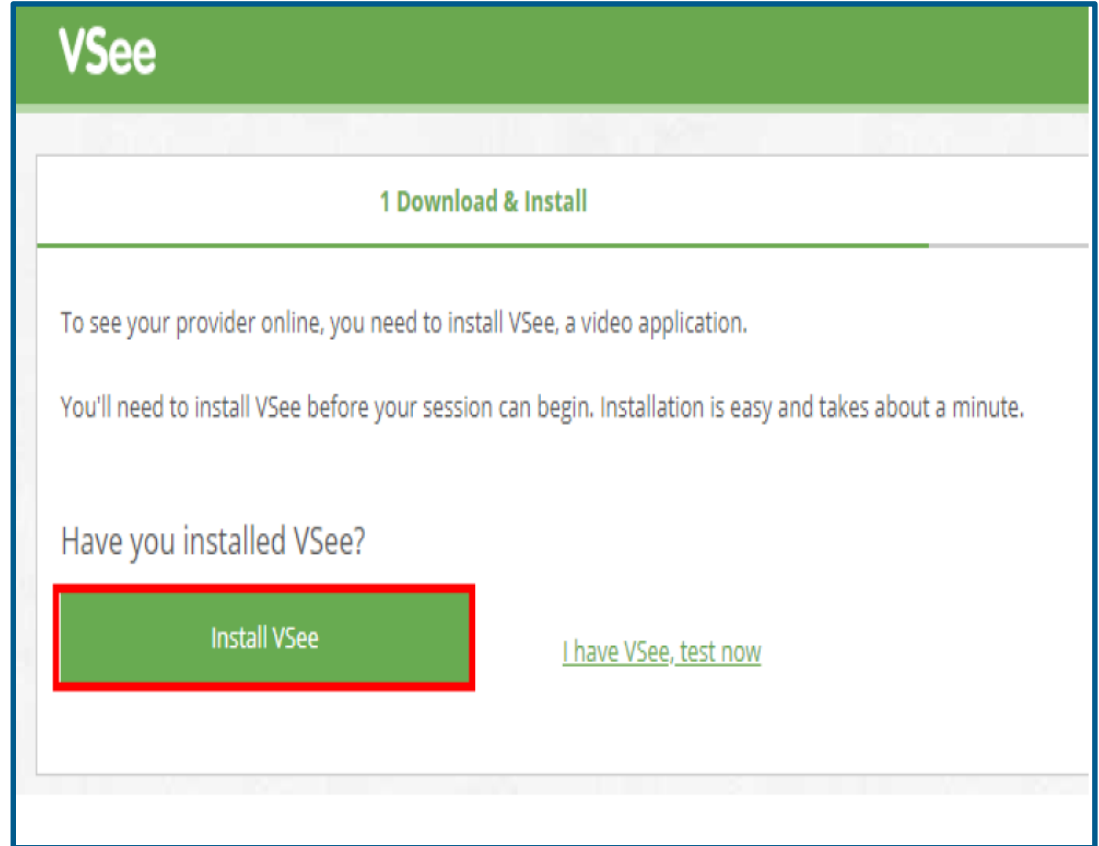 VSee
1 Download & Install
To see your provider online, you need to install VSee, a video application.
You'll need to install VSee before your session can begin. Installation is easy and takes about a minute.
Have you installed VSee?
Install VSee
I have VSee, test now